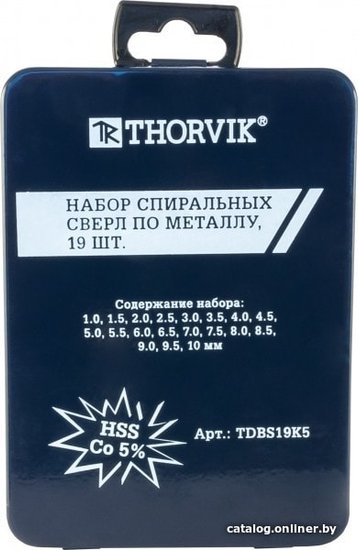 TR THORVIK®
НАБОР СПИРАЛЬНЫХ
СВЕРЛ ПО МЕТАЛЛУ,
19 ШТ.
Содержание набора:
1.0, 1.5, 2.0, 2.5, 3.0, 3.5, 4.0, 4.5,
5.0, 5.5, 6.0, 6.5, 7.0, 7.5, 8.0, 8.5,
9.0, 9.5, 10 мм
HSS
Co 5%
Арт.: TDBS19K5
catalog.onliner.by